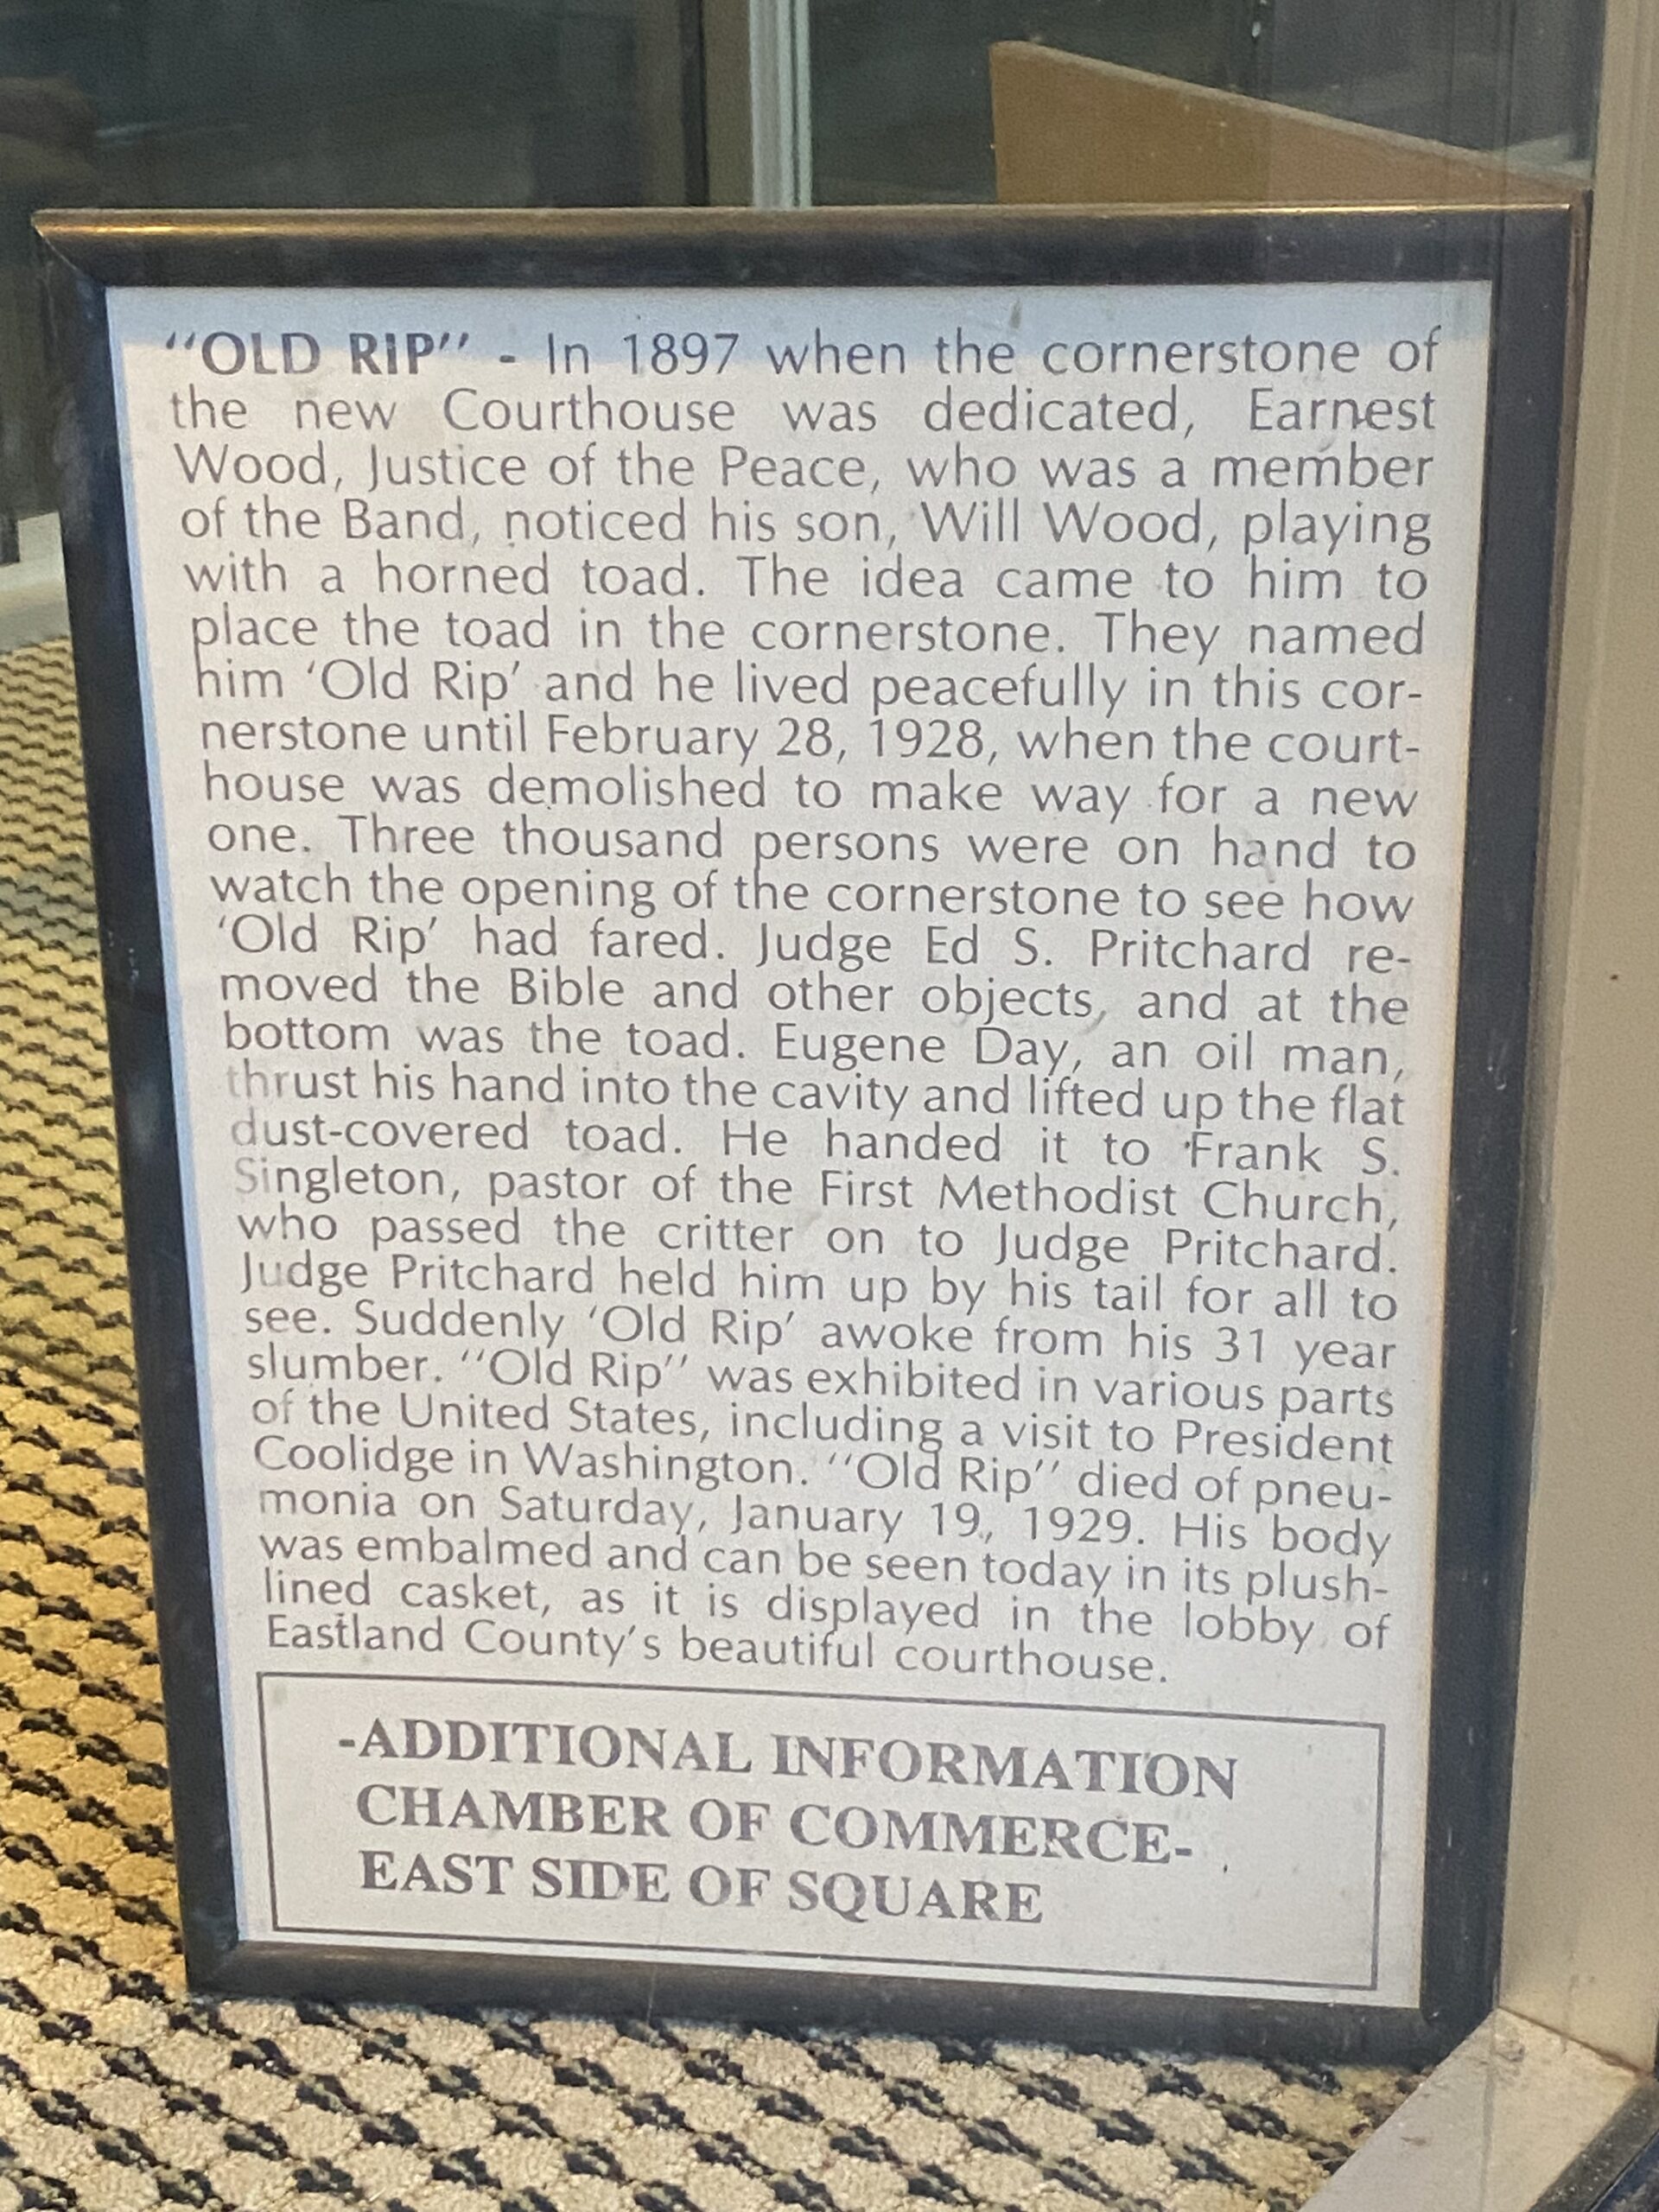 "OLD RIP" - In 1897 when the cornerstone of
the new Courthouse was dedicated, Earnest
Wood, Justice of the Peace, who was a member
of the Band, noticed his son, Will Wood, playing
with a horned toad. The idea came to him to
place the toad in the cornerstone. They named
him 'Old Rip' and he lived peacefully in this cor-
nerstone until February 28, 1928, when the court-
house was demolished to make way for a new
one. Three thousand persons were on hand to
watch the opening of the cornerstone to see how
'Old Rip' had fared. Judge Ed S. Pritchard re-
moved the Bible and other objects, and at the
bottom was the toad. Eugene Day, an oil man,
thrust his hand into the cavity and lifted up the flat
dust-covered toad. He handed it to Frank S.
Singleton, pastor of the First Methodist Church,
who passed the critter on to Judge Pritchard.
Judge Pritchard held him up by his tail for all to
see. Suddenly 'Old Rip' awoke from his 31 year
slumber. "Old Rip" was exhibited in various parts
of the United States, including a visit to President
Coolidge in Washington. "Old Rip" died of pneu-
monia on Saturday, January 19, 1929. His body
was embalmed and can be seen today in its plush-
lined casket, as it is displayed in the lobby of
Eastland County's beautiful courthouse.
-ADDITIONAL INFORMATION
CHAMBER OF COMMERCE-
EAST SIDE OF SQUARE